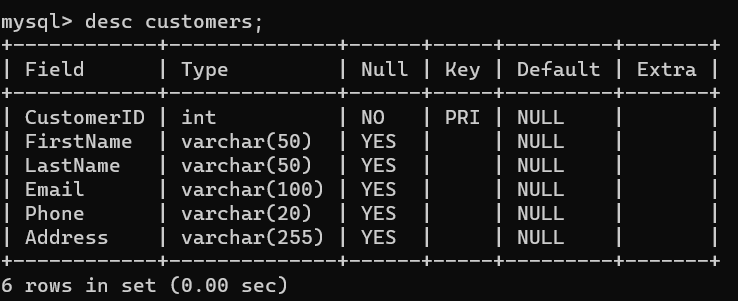 mysql> desc customers;
+------------+--------------+------+-----+---------+-------+
| Field      | Type         | Null | Key | Default | Extra |
+------------+--------------+------+-----+---------+-------+
| CustomerID | int          | NO   | PRI | NULL    |       |
| FirstName  | varchar(50)  | YES  |     | NULL    |       |
| LastName   | varchar(50)  | YES  |     | NULL    |       |
| Email      | varchar(100) | YES  |     | NULL    |       |
| Phone      | varchar(20)  | YES  |     | NULL    |       |
| Address    | varchar(255) | YES  |     | NULL    |       |
+------------+--------------+------+-----+---------+-------+
6 rows in set (0.00 sec)